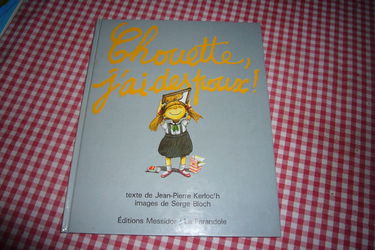 Chouette,
j'ai des poux!
texte de Jean-Pierre Kerloc'h
images de Serge Bloch
Éditions Messidor / La Farandole